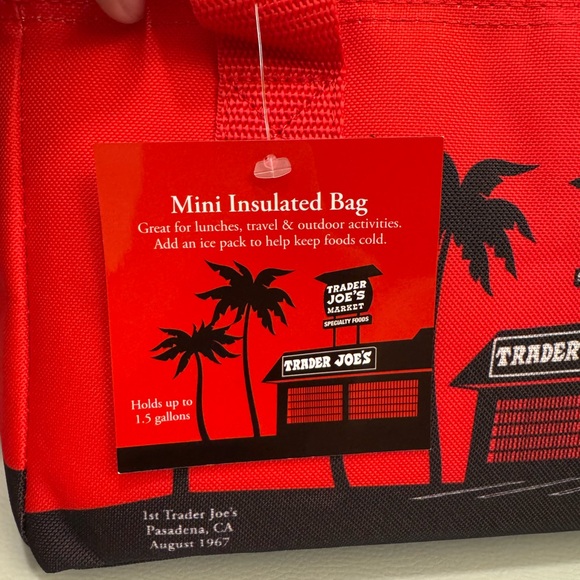 Mini Insulated Bag
Great for lunches, travel & outdoor activities.
Add an ice pack to help keep foods cold.
TRADER
JOE'S
MARKET
SPECIALTY FOODS
TRADER JOE'S
Holds up to
1.5 gallons
TRADER
1st Trader Joe's
Pasadena, CA
August 1967